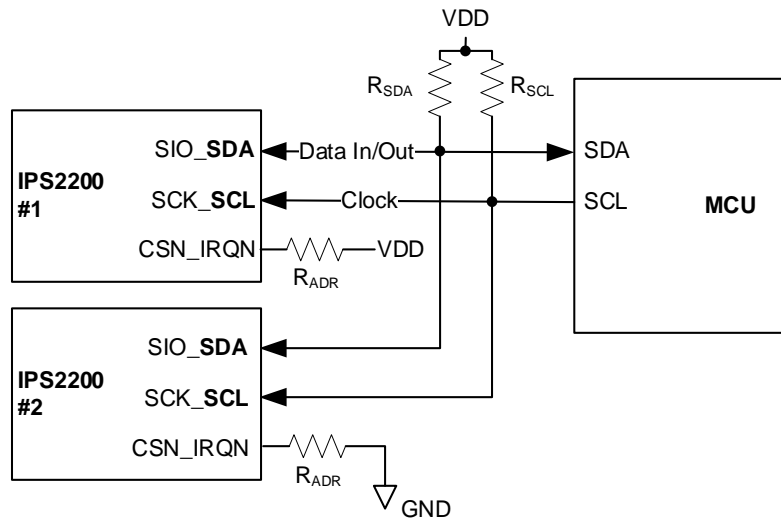 VDD
RSDA
RSCL
SIO_SDA
Data In/Out
SDA
IPS2200
#1
SCK_SCL
Clock
SCL
MCU
CSN_IRQN
VDD
RADR
SIO_SDA
IPS2200
#2
SCK_SCL
CSN_IRQN
RADR
GND